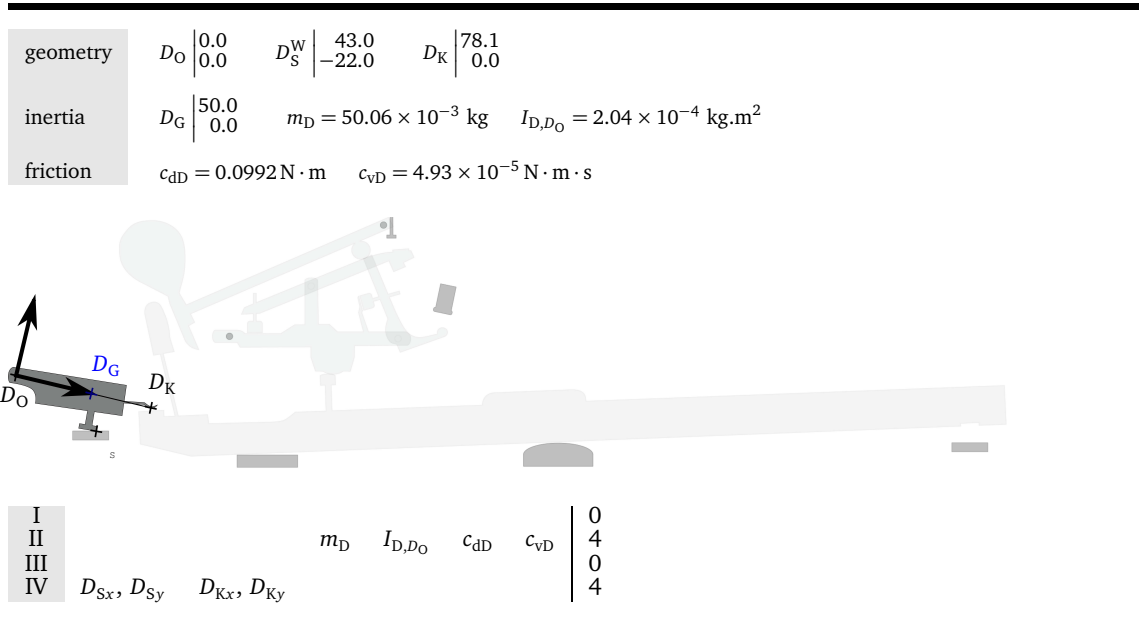 geometry D_O |0.0 0.0 D_S^W |43.0 −22.0 D_K |78.1 0.0
inertia D_G |50.0 0.0 m_D = 50.06 × 10⁻³ kg I_D,D_O = 2.04 × 10⁻⁴ kg.m²
friction c_dD = 0.0992 N · m c_vD = 4.93 × 10⁻⁵ N · m · s
D_G
D_K
D_O
S
I 0
II m_D I_D,D_O c_dD c_vD 4
III 0
IV D_Sx, D_Sy D_Kx, D_Ky 4